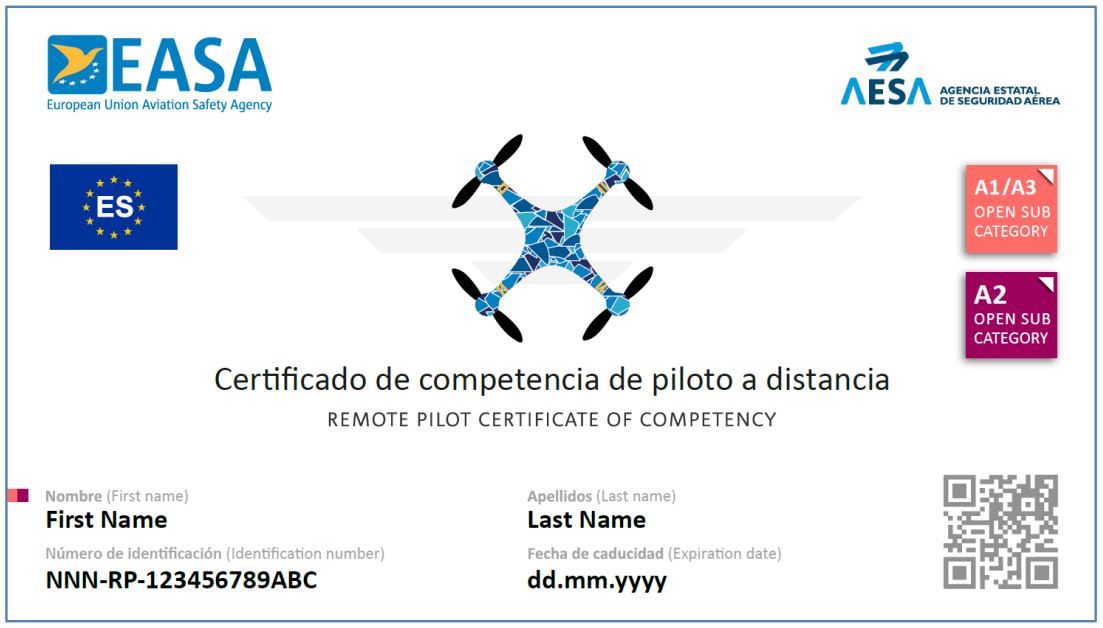 EASA
European Union Aviation Safety Agency
AESA
AGENCIA ESTATAL
DE SEGURIDAD AÉREA
ES
A1/A3
OPEN SUB
CATEGORY
A2
OPEN SUB
CATEGORY
Certificado de competencia de piloto a distancia
REMOTE PILOT CERTIFICATE OF COMPETENCY
Nombre (First name)
First Name
Apellidos (Last name)
Last Name
Número de identificación (Identification number)
NNN-RP-123456789ABC
Fecha de caducidad (Expiration date)
dd.mm.yyyy